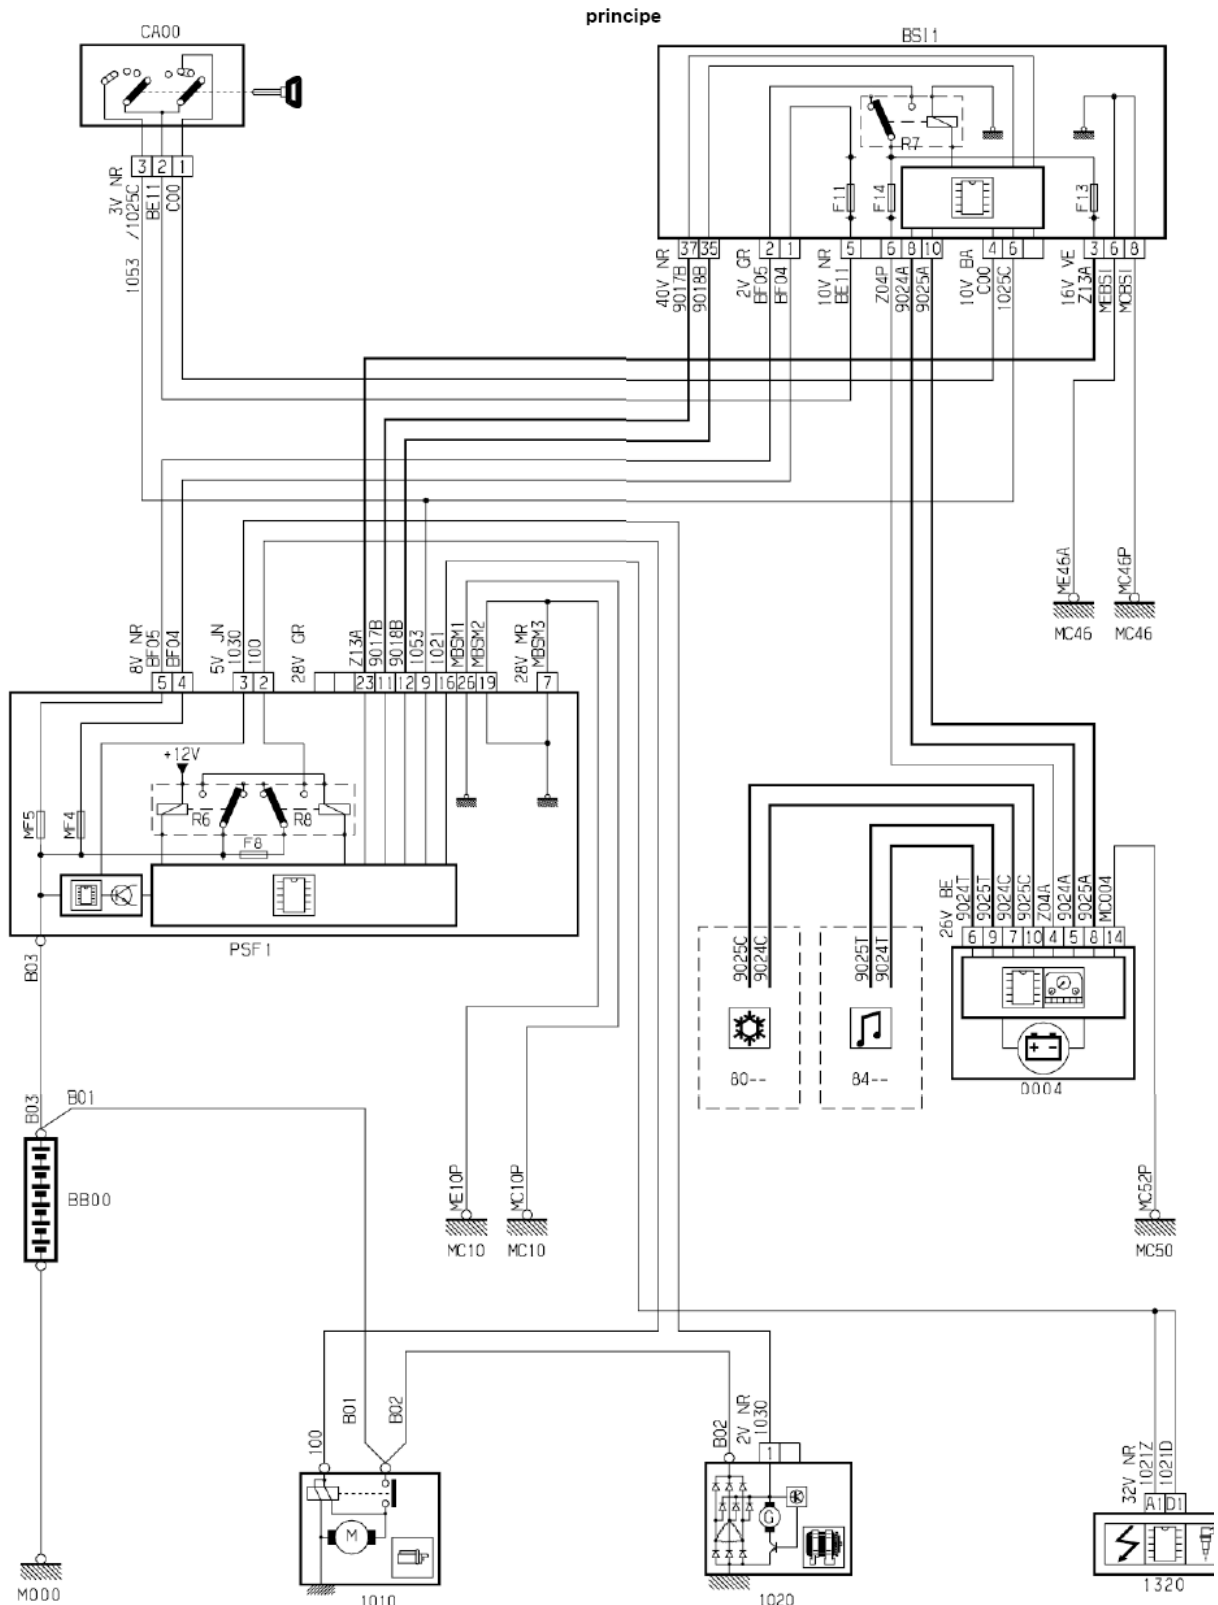 principe
CA00
BSI1
R7
F11
F14
F13
3 2 1
3V NR
1053 /1025C
BE11
C00
37 35 2 1 5 6 8 10 4 6 3 6 8
40V NR
9017B
9018B
2V GR
BF05
BF04
10V NR
BE11
Z04P
9024A
9025A
10V BA
C00
1025C
16V VE
Z13A
MEBSI
MCBSI
ME46A
MC46P
MC46
MC46
8V NR
BF05
BF04
5V JN
1030
100
28V GR
Z13A
9017B
9018B
1053
1021
MBSM1
MBSM2
28V MR
MBSM3
5 4 3 2 23 11 12 9 16 26 19 7
+12V
MF5
MF4
R6
R8
F8
PSF1
26V BE
9024T
9025T
9024C
9025C
Z04A
9024A
9025A
MC004
6 9 7 10 4 5 8 14
9025C
9024C
9025T
9024T
80--
84--
+ -
0004
B03
B03
B01
BB00
ME10P
MC10P
MC10
MC10
MC52P
MC50
100
B01
B02
B02
2V NR
1030
1
32V NR
1021Z
1021D
A1 D1
M
G
M000
1010
1020
1320